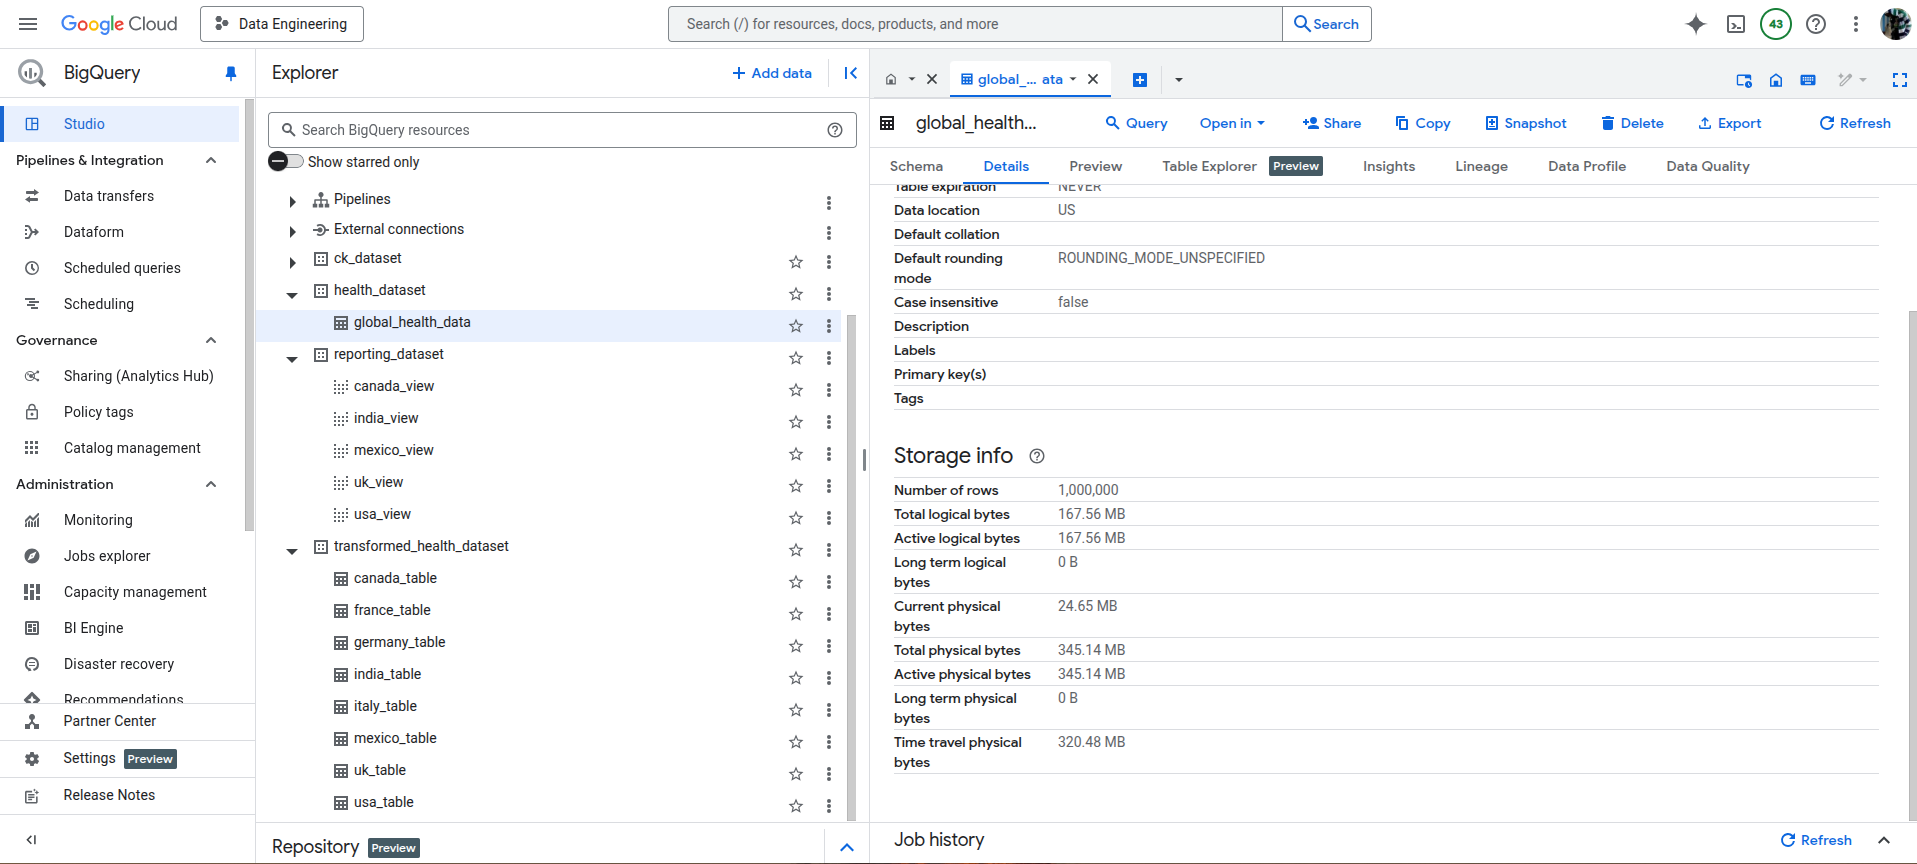 Google Cloud
Data Engineering
Search (/) for resources, docs, products, and more
Search
43
BigQuery
Studio
Pipelines & Integration
Data transfers
Dataform
Scheduled queries
Scheduling
Governance
Sharing (Analytics Hub)
Policy tags
Catalog management
Administration
Monitoring
Jobs explorer
Capacity management
BI Engine
Disaster recovery
Recommendations
Partner Center
Settings Preview
Release Notes
Explorer
Add data
Search BigQuery resources
Show starred only
Pipelines
External connections
ck_dataset
health_dataset
global_health_data
reporting_dataset
canada_view
india_view
mexico_view
uk_view
usa_view
transformed_health_dataset
canada_table
france_table
germany_table
india_table
italy_table
mexico_table
uk_table
usa_table
Repository Preview
global_... ata
global_health...
Query
Open in
Share
Copy
Snapshot
Delete
Export
Refresh
Schema
Details
Preview
Table Explorer Preview
Insights
Lineage
Data Profile
Data Quality
Table expiration NEVER
Data location US
Default collation
Default rounding mode ROUNDING_MODE_UNSPECIFIED
Case insensitive false
Description
Labels
Primary key(s)
Tags
Storage info
Number of rows 1,000,000
Total logical bytes 167.56 MB
Active logical bytes 167.56 MB
Long term logical bytes 0 B
Current physical bytes 24.65 MB
Total physical bytes 345.14 MB
Active physical bytes 345.14 MB
Long term physical bytes 0 B
Time travel physical bytes 320.48 MB
Job history
Refresh